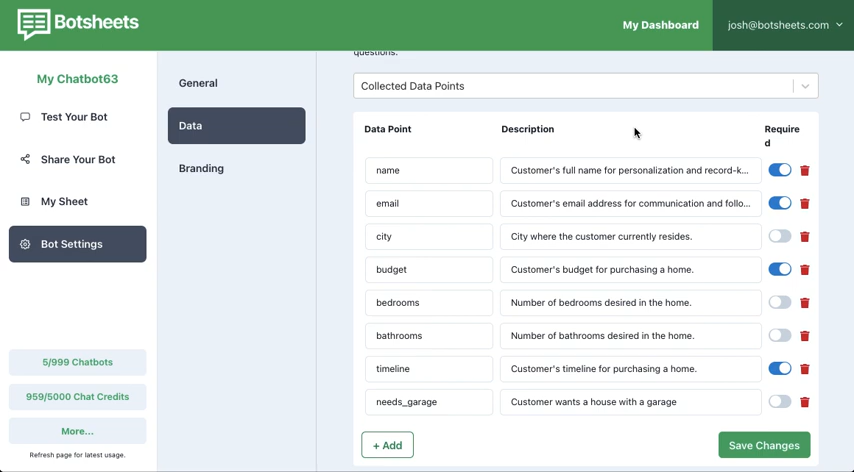 Botsheets
My Dashboard
josh@botsheets.com
My Chatbot63
Test Your Bot
Share Your Bot
My Sheet
Bot Settings
5/999 Chatbots
959/5000 Chat Credits
More...
Refresh page for latest usage.
General
Data
Branding
questions.
Collected Data Points
Data Point Description Require
d
name Customer's full name for personalization and record-k...
email Customer's email address for communication and follo...
city City where the customer currently resides.
budget Customer's budget for purchasing a home.
bedrooms Number of bedrooms desired in the home.
bathrooms Number of bathrooms desired in the home.
timeline Customer's timeline for purchasing a home.
needs_garage Customer wants a house with a garage
+ Add Save Changes